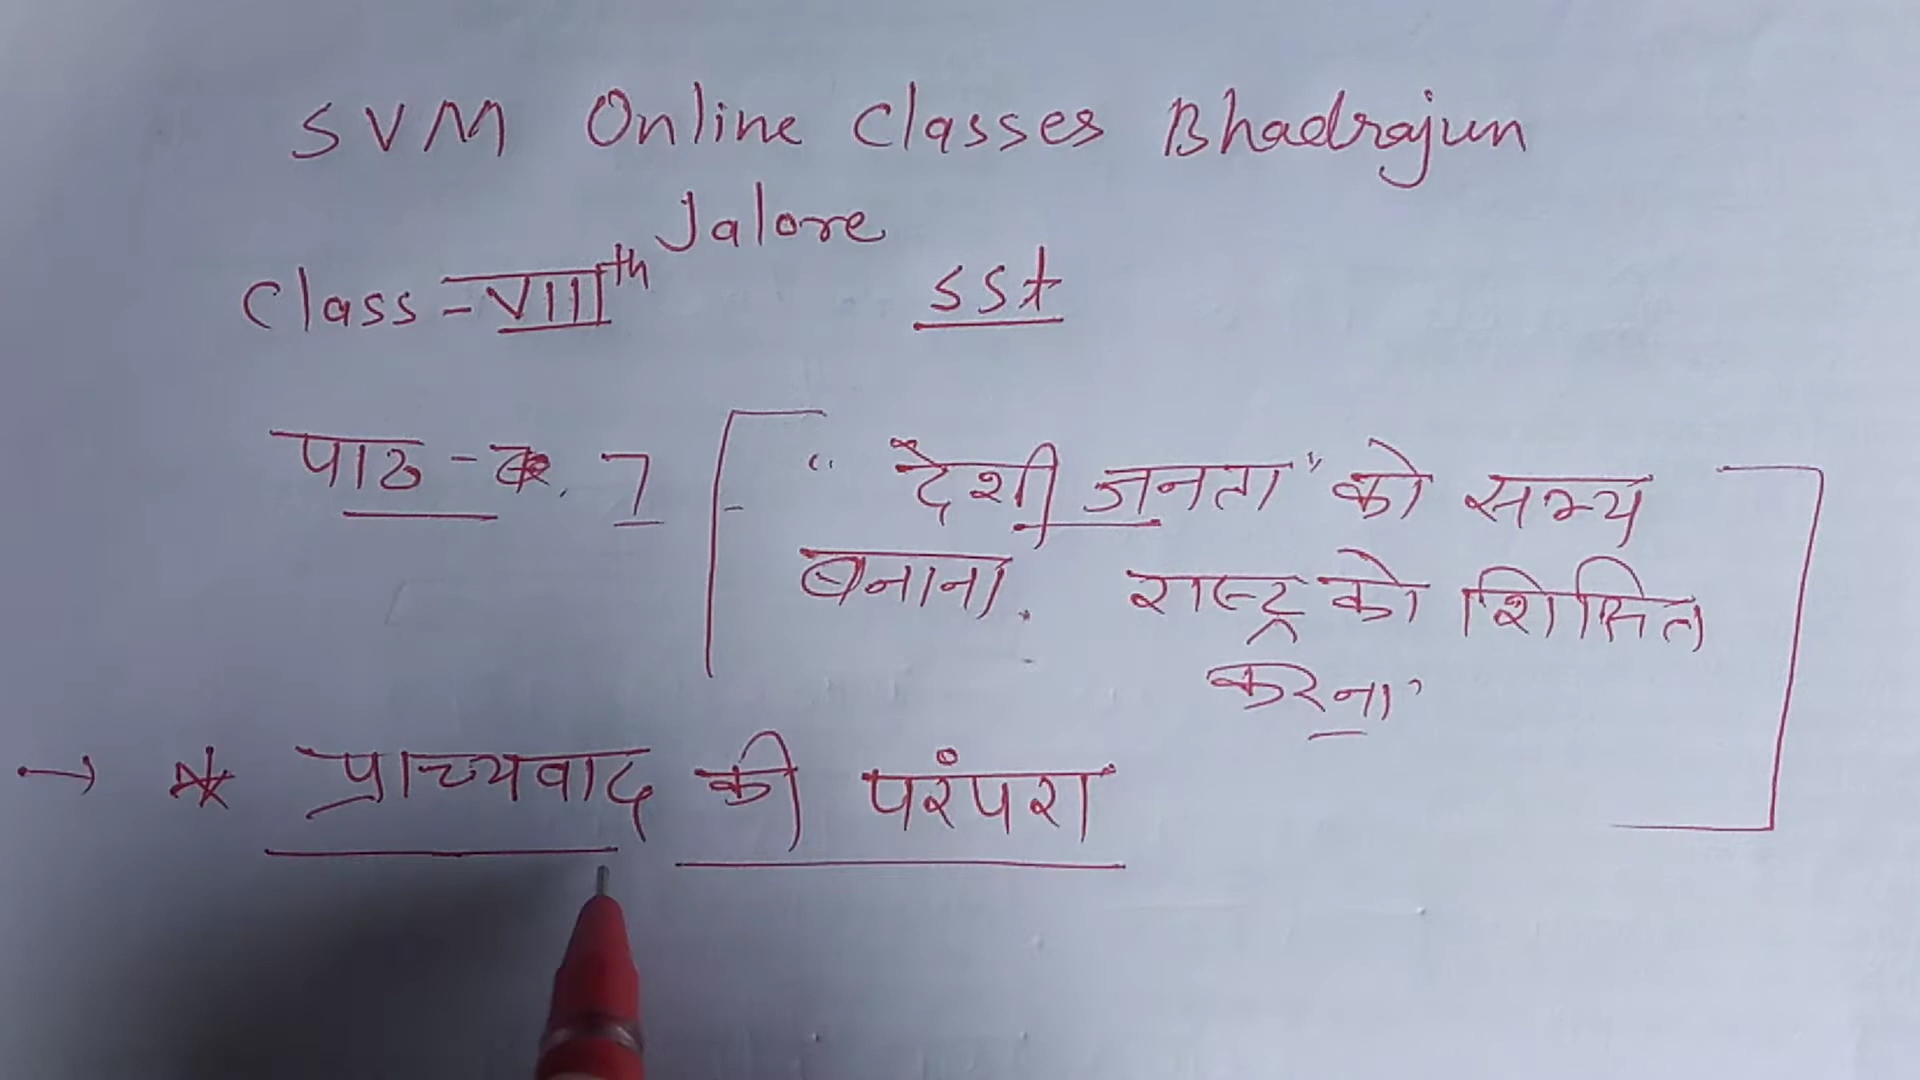 SVM Online Classes Bhadrajun
Jalore
Class = VIIIth SSt
पाठ - क्र. 7 - "देशी जनता" को सभ्य
बनाना. राष्ट्र को शिक्षित
करना"
→ * प्राच्यवाद की परंपरा